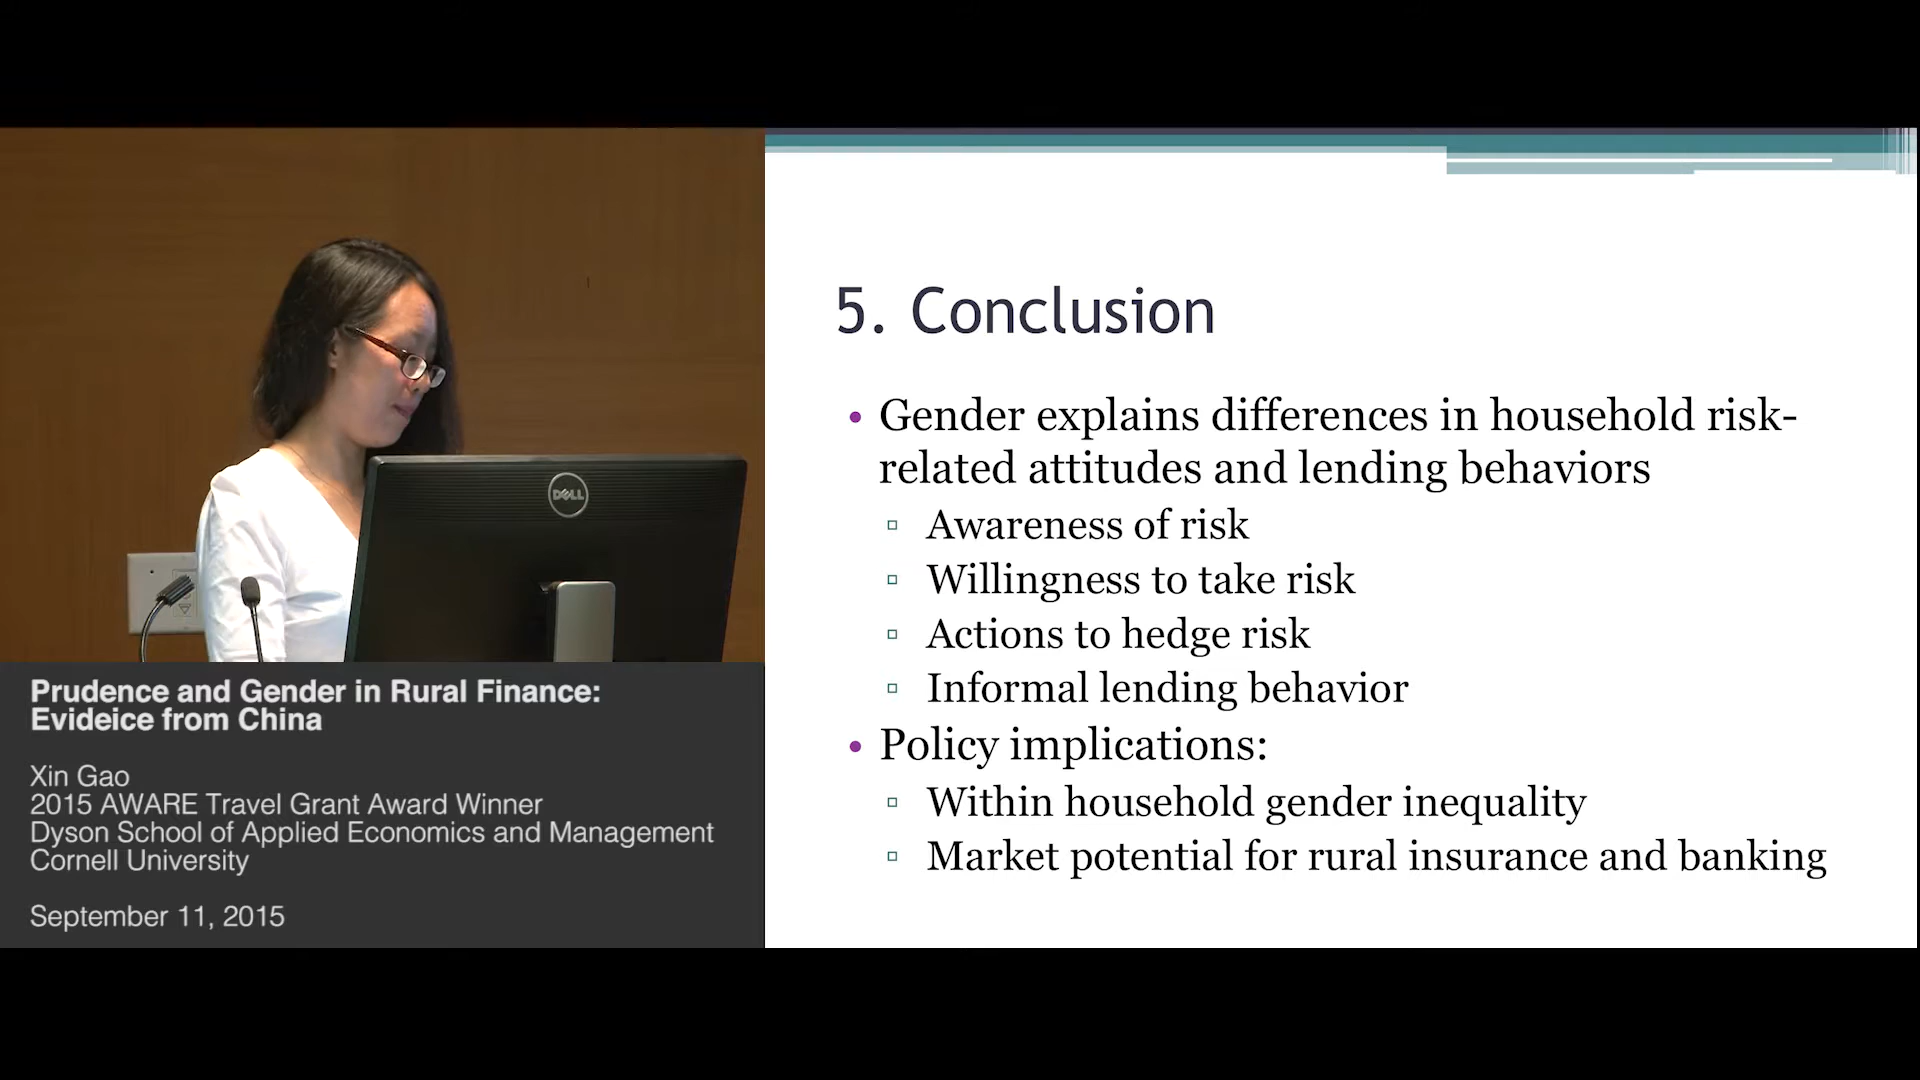 DELL
Prudence and Gender in Rural Finance:
Evideice from China
Xin Gao
2015 AWARE Travel Grant Award Winner
Dyson School of Applied Economics and Management
Cornell University
September 11, 2015
5. Conclusion
• Gender explains differences in household risk-
related attitudes and lending behaviors
▫ Awareness of risk
▫ Willingness to take risk
▫ Actions to hedge risk
▫ Informal lending behavior
• Policy implications:
▫ Within household gender inequality
▫ Market potential for rural insurance and banking